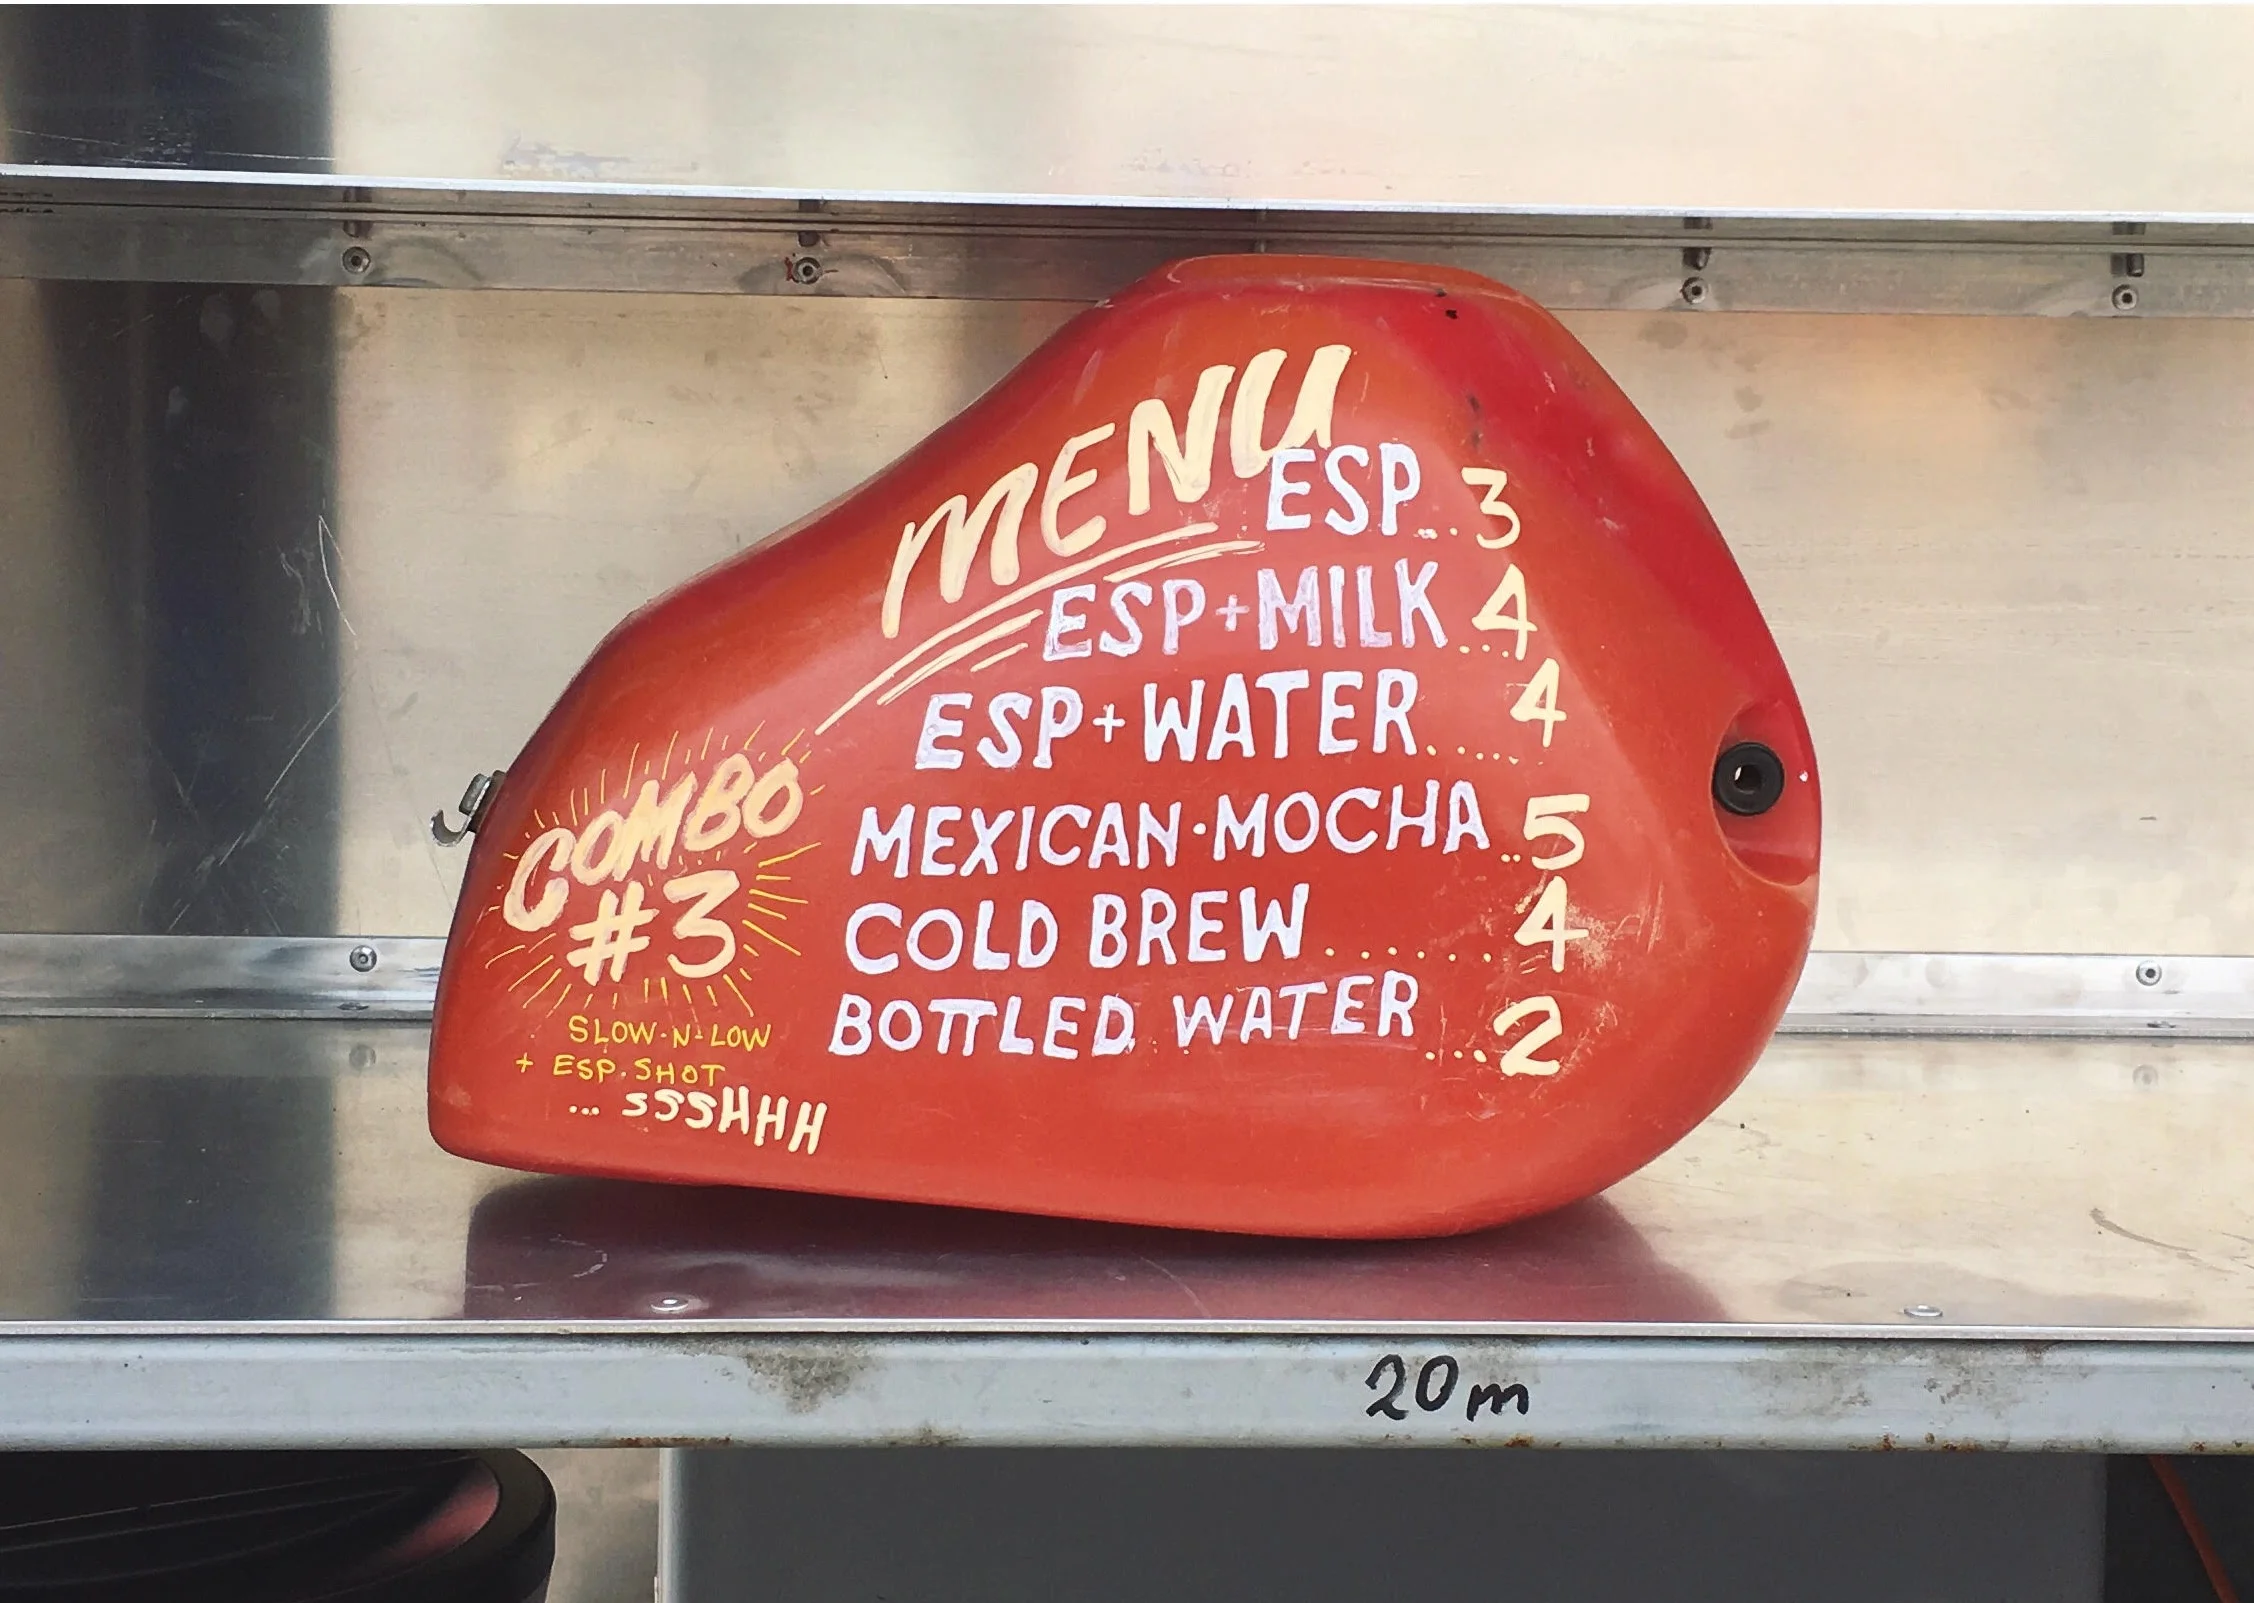 MENU
ESP...3
ESP+MILK...4
ESP+WATER.....4
MEXICAN·MOCHA..5
COLD BREW......4
BOTTLED WATER....2
COMBO
#3
SLOW-N-LOW
+ ESP. SHOT
... SSSHHH
20m